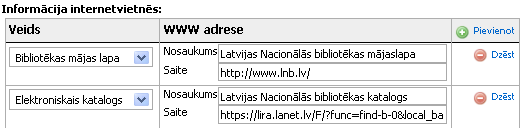 Informācija internetvietnēs:
Veids WWW adrese Pievienot
Bibliotēkas mājas lapa Nosaukums Latvijas Nacionālās bibliotēkas mājaslapa Dzēst
Saite http://www.lnb.lv/
Elektroniskais katalogs Nosaukums Latvijas Nacionālās bibliotēkas katalogs Dzēst
Saite https://lira.lanet.lv/F/?func=find-b-0&local_ba